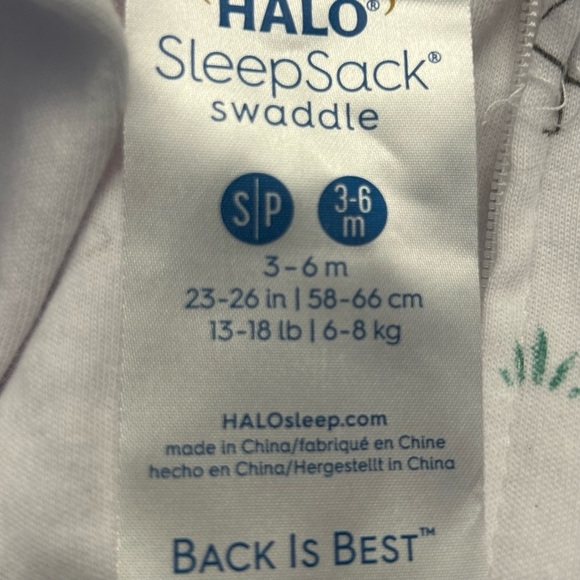 HALO®
SleepSack®
swaddle
S|P
3-6
m
3-6 m
23-26 in | 58-66 cm
13-18 lb | 6-8 kg
HALOsleep.com
made in China/fabriqué en Chine
hecho en China/Hergestellt in China
BACK IS BEST™